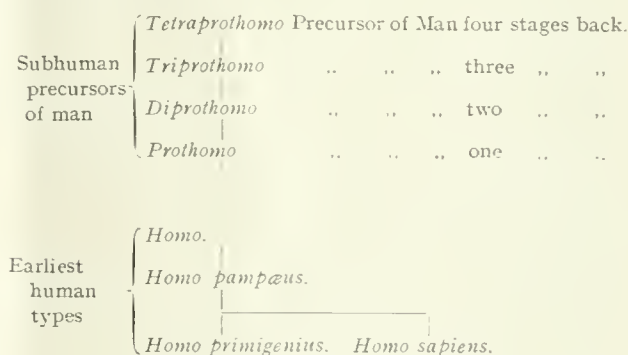 Tetraprothomo Precursor of Man four stages back.
Subhuman precursors of man
Triprothomo ,, ,, ,, three ,, ,,
Diprothomo ,, ,, ,, two ,, ,,
Prothomo ,, ,, ,, one ,, ,,
Homo.
Earliest human types
Homo pampæus.
Homo primigenius. Homo sapiens.